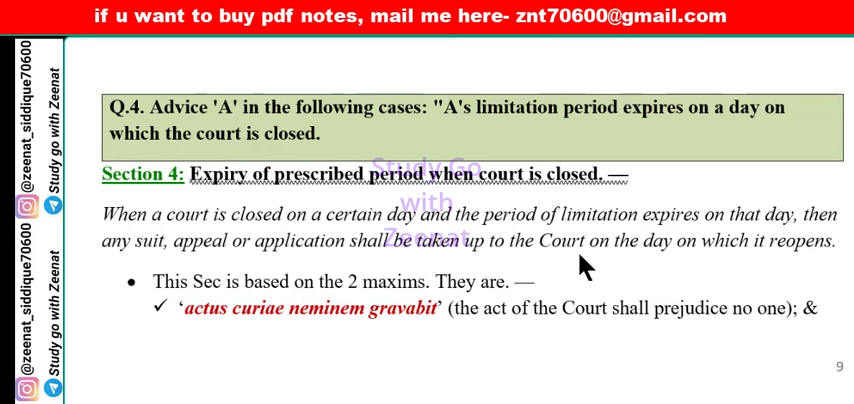 if u want to buy pdf notes, mail me here- znt70600@gmail.com
@zeenat_siddique70600
Study go with Zeenat
@zeenat_siddique70600
Study go with Zeenat
Q.4. Advice 'A' in the following cases: "A's limitation period expires on a day on
which the court is closed.
Section 4: Expiry of prescribed period when court is closed. —
When a court is closed on a certain day and the period of limitation expires on that day, then
any suit, appeal or application shall be taken up to the Court on the day on which it reopens.
Study Go
with
Zeenat
• This Sec is based on the 2 maxims. They are. —
✓ ‘actus curiae neminem gravabit’ (the act of the Court shall prejudice no one); &
9